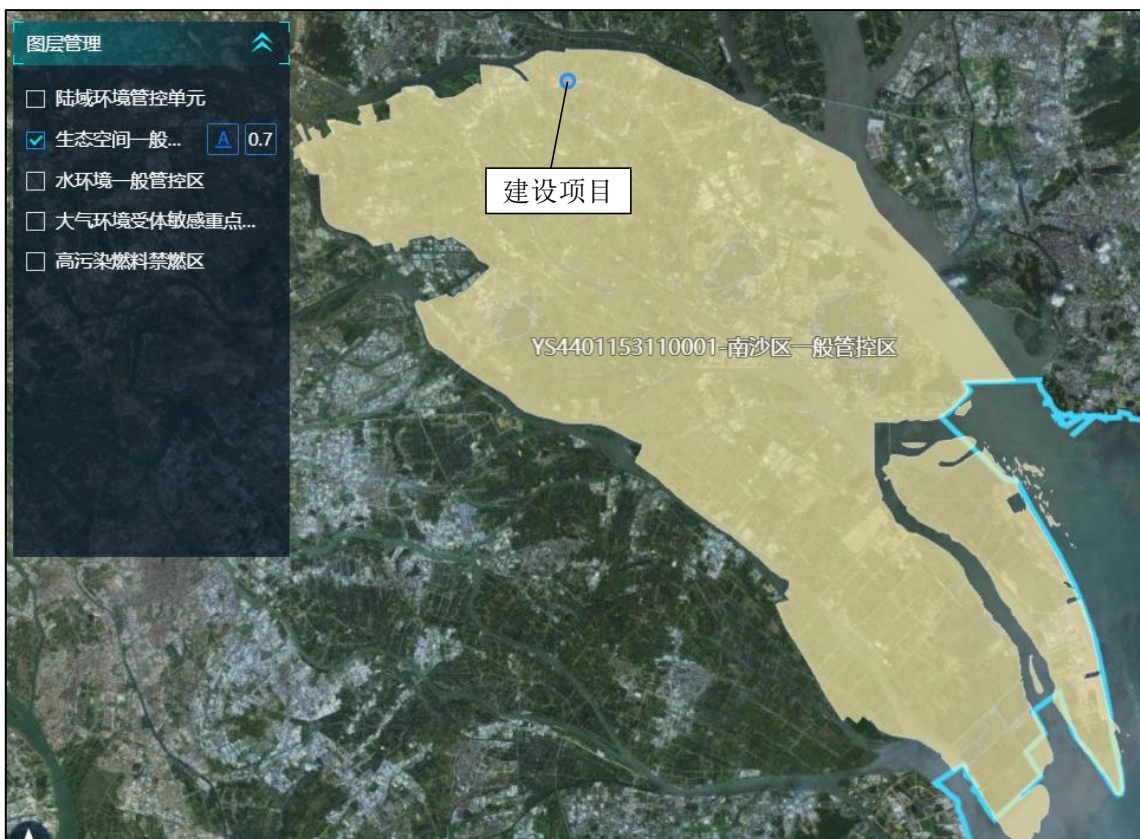 图层管理
陆域环境管控单元
生态空间一般... A 0.7
水环境一般管控区
大气环境受体敏感重点...
高污染燃料禁燃区
建设项目
YS4401153110001-南沙区一般管控区